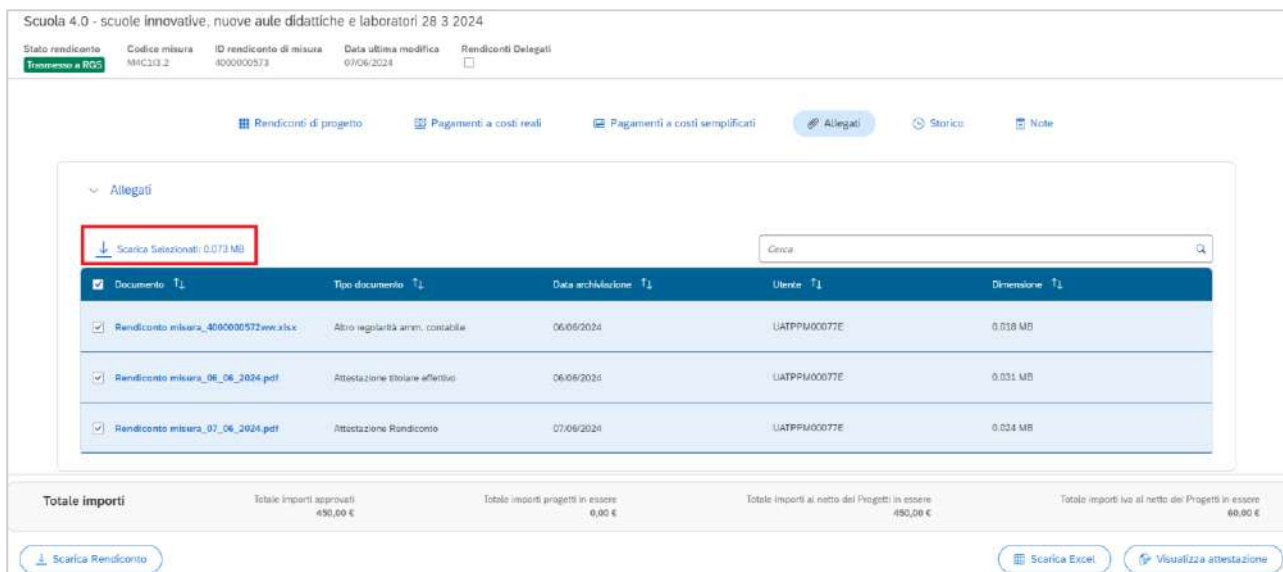 Scuola 4.0 - scuole innovative, nuove aule didattiche e laboratori 28 3 2024
Stato rendiconto Codice misura ID rendiconto di misura Data ultima modifica Rendiconti Delegati
Trasmesso a RGS M4C1I3.2 4000000573 07/06/2024
Rendiconti di progetto Pagamenti a costi reali Pagamenti a costi semplificati Allegati Storico Note
Allegati
Scarica Selezionati: 0.073 MB Cerca
Documento Tipo documento Data archiviazione Utente Dimensione
Rendiconto misura_4000000572ww.xlsx Altro regolarità amm. contabile 06/06/2024 UATPPM00077E 0.018 MB
Rendiconto misura_06_06_2024.pdf Attestazione titolare effettivo 06/06/2024 UATPPM00077E 0.031 MB
Rendiconto misura_07_06_2024.pdf Attestazione Rendiconto 07/06/2024 UATPPM00077E 0.024 MB
Totale importi Totale importi approvati Totale importi progetti in essere Totale importi al netto dei Progetti in essere Totale importi iva al netto dei Progetti in essere
450,00 € 0,00 € 450,00 € 60,00 €
Scarica Rendiconto Scarica Excel Visualizza attestazione